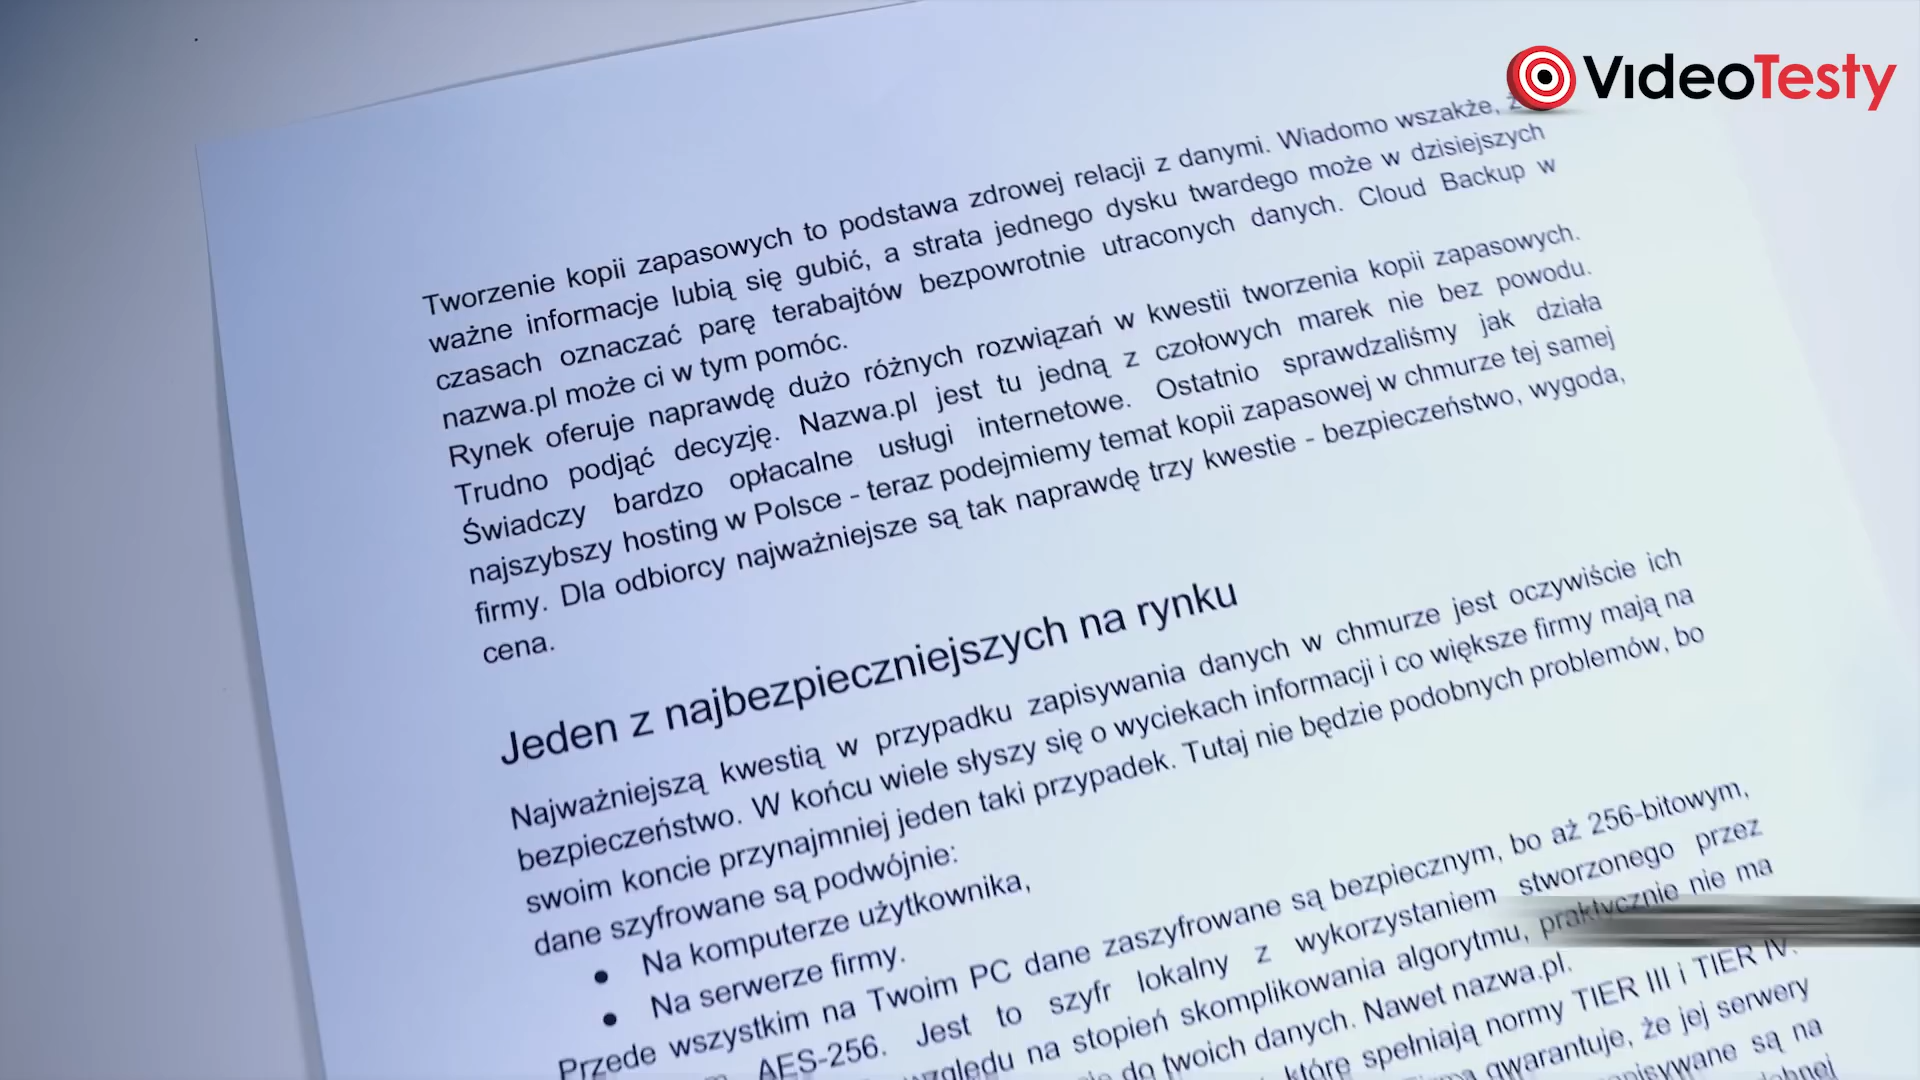 VideoTesty
Tworzenie kopii zapasowych to podstawa zdrowej relacji z danymi. Wiadomo wszakże,
ważne informacje lubią się gubić, a strata jednego dysku twardego może w dzisiejszych
czasach oznaczać parę terabajtów bezpowrotnie utraconych danych. Cloud Backup w
nazwa.pl może ci w tym pomóc.
Rynek oferuje naprawdę dużo różnych rozwiązań w kwestii tworzenia kopii zapasowych.
Trudno podjąć decyzję. Nazwa.pl jest tu jedną z czołowych marek nie bez powodu.
Świadczy bardzo opłacalne usługi internetowe. Ostatnio sprawdzaliśmy jak działa
najszybszy hosting w Polsce - teraz podejmiemy temat kopii zapasowej w chmurze tej samej
firmy. Dla odbiorcy najważniejsze są tak naprawdę trzy kwestie - bezpieczeństwo, wygoda,
cena.
Jeden z najbezpieczniejszych na rynku
Najważniejszą kwestią w przypadku zapisywania danych w chmurze jest oczywiście ich
bezpieczeństwo. W końcu wiele słyszy się o wyciekach informacji i co większe firmy mają na
swoim koncie przynajmniej jeden taki przypadek. Tutaj nie będzie podobnych problemów, bo
dane szyfrowane są podwójnie:
● Na komputerze użytkownika,
● Na serwerze firmy.
Przede wszystkim na Twoim PC dane zaszyfrowane są bezpiecznym, bo aż 256-bitowym,
AES-256. Jest to szyfr lokalny z wykorzystaniem stworzonego przez
na stopień skomplikowania algorytmu, praktycznie nie ma
do twoich danych. Nawet nazwa.pl.
które spełniają normy TIER III i TIER IV.
gwarantuje, że jej serwery
są na